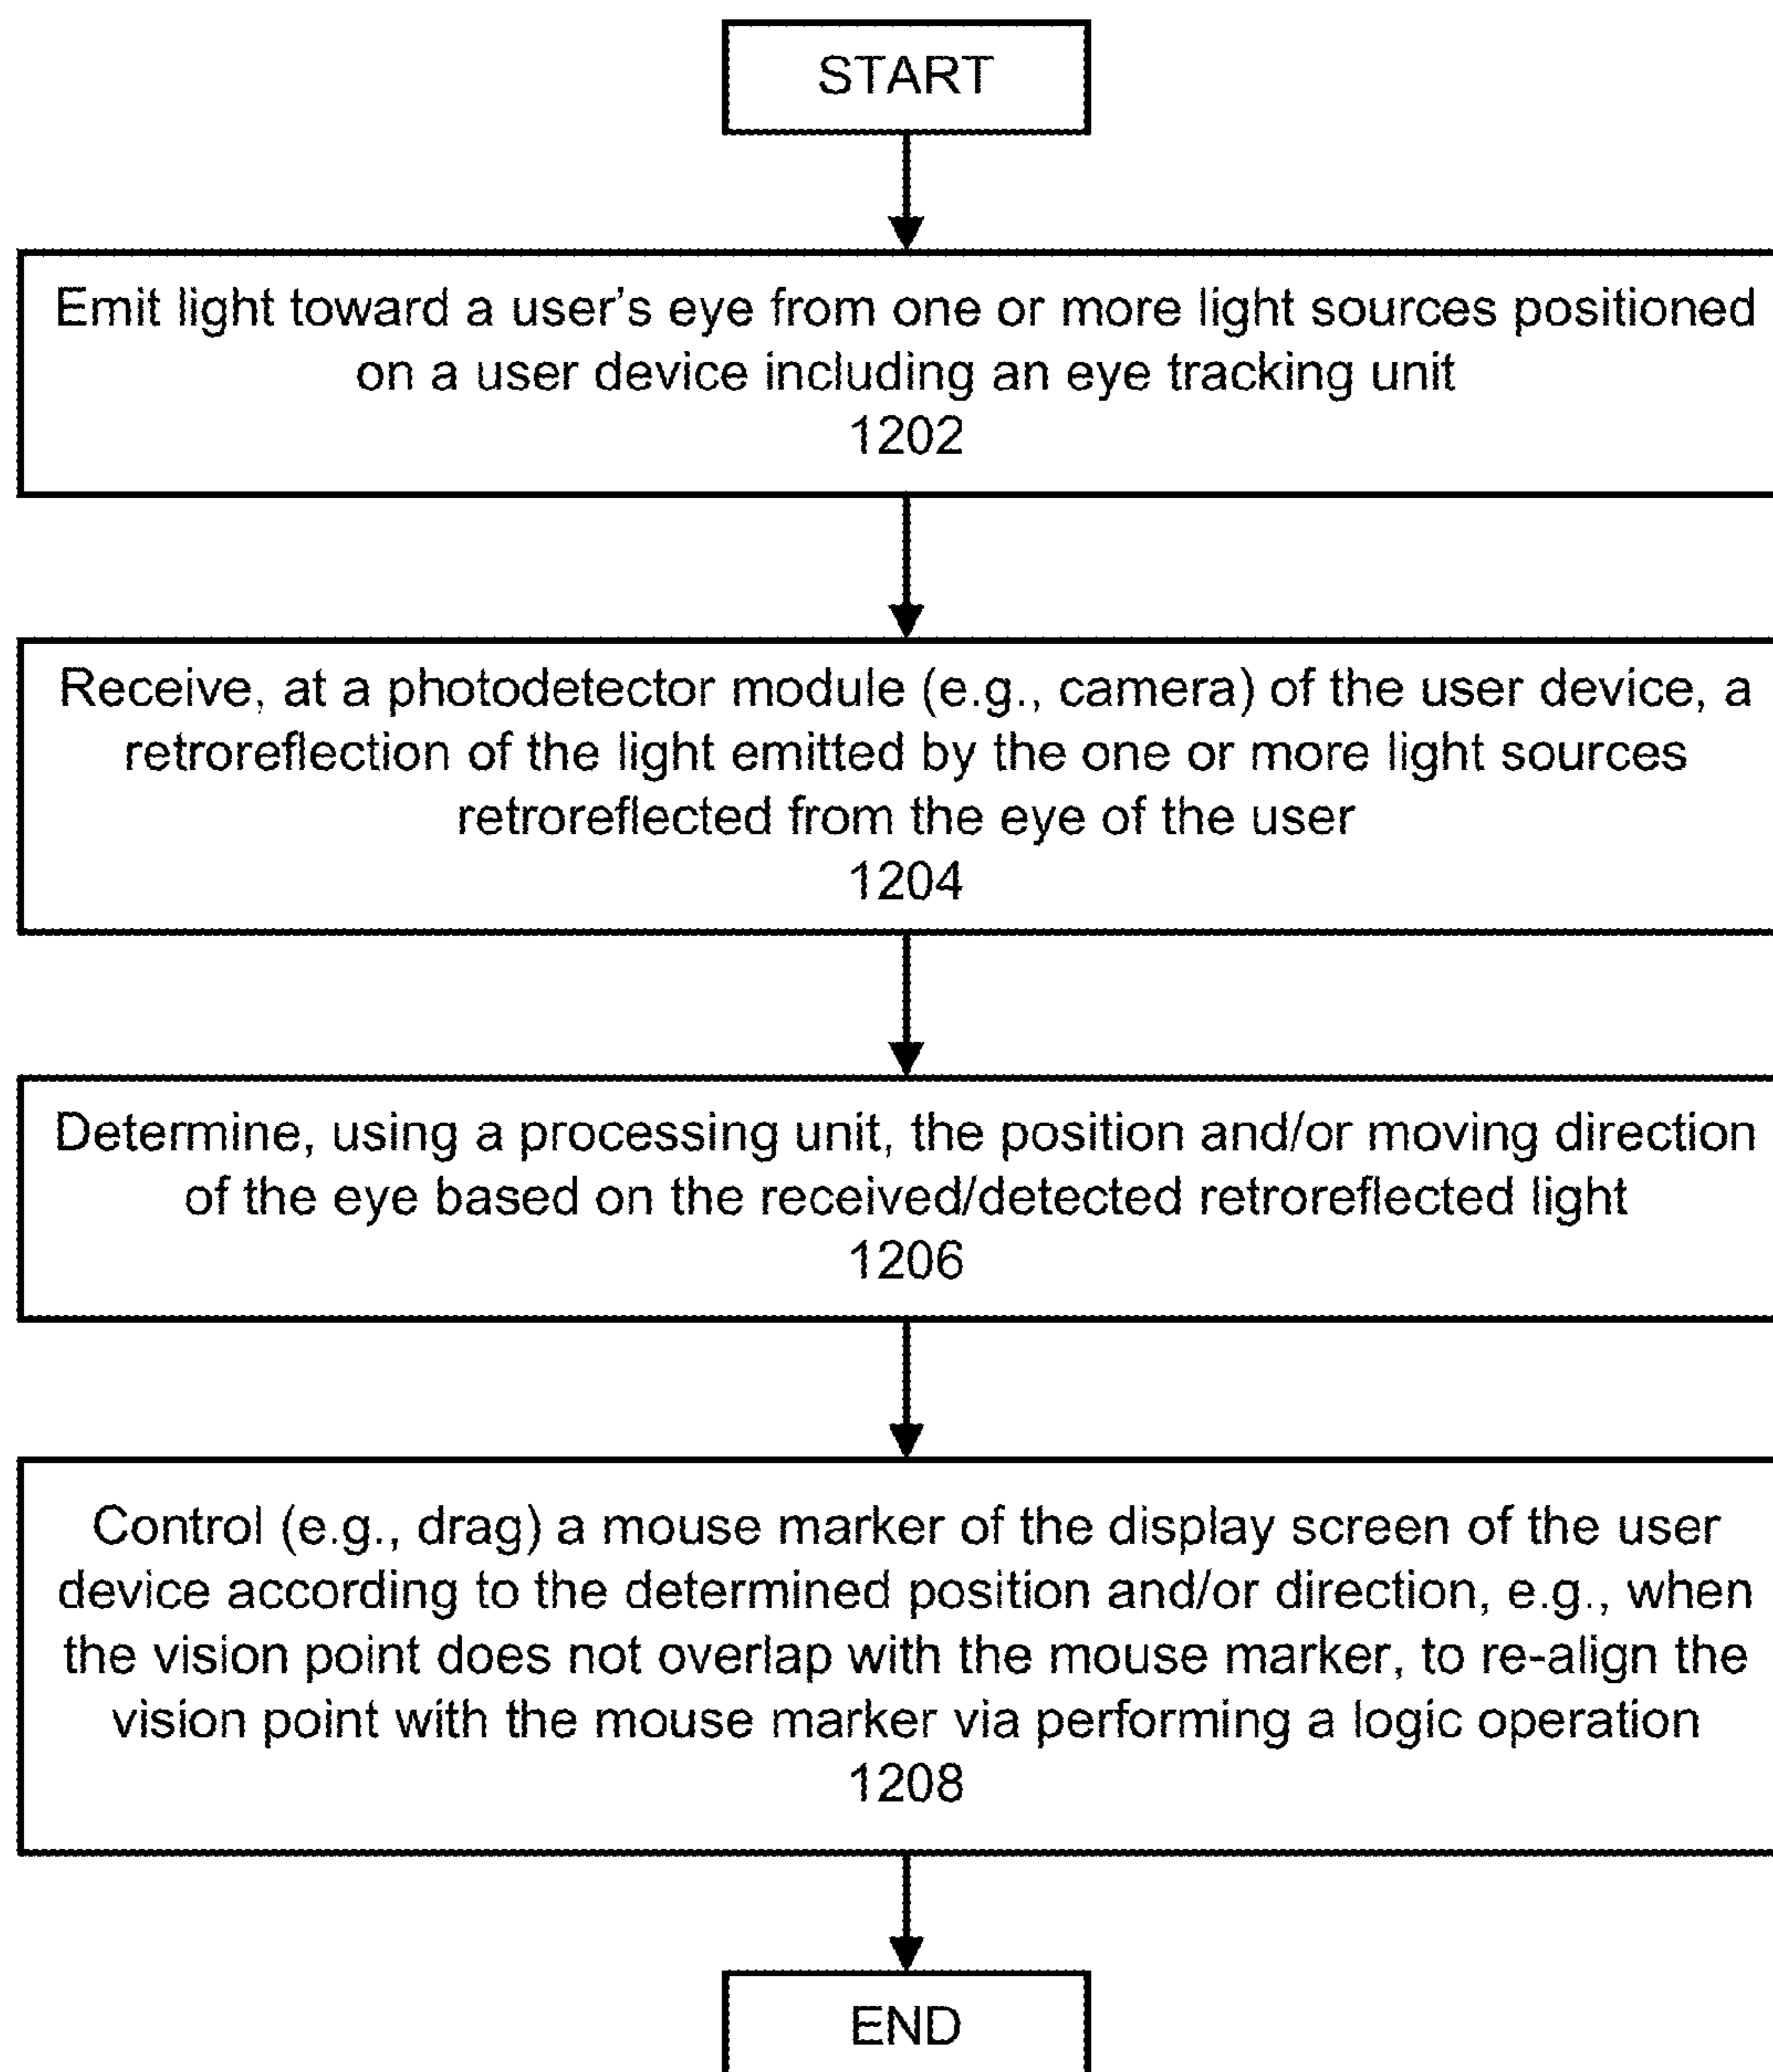 START
Emit light toward a user's eye from one or more light sources positioned
on a user device including an eye tracking unit
1202
Receive, at a photodetector module (e.g., camera) of the user device, a
retroreflection of the light emitted by the one or more light sources
retroreflected from the eye of the user
1204
Determine, using a processing unit, the position and/or moving direction
of the eye based on the received/detected retroreflected light
1206
Control (e.g., drag) a mouse marker of the display screen of the user
device according to the determined position and/or direction, e.g., when
the vision point does not overlap with the mouse marker, to re-align the
vision point with the mouse marker via performing a logic operation
1208
END